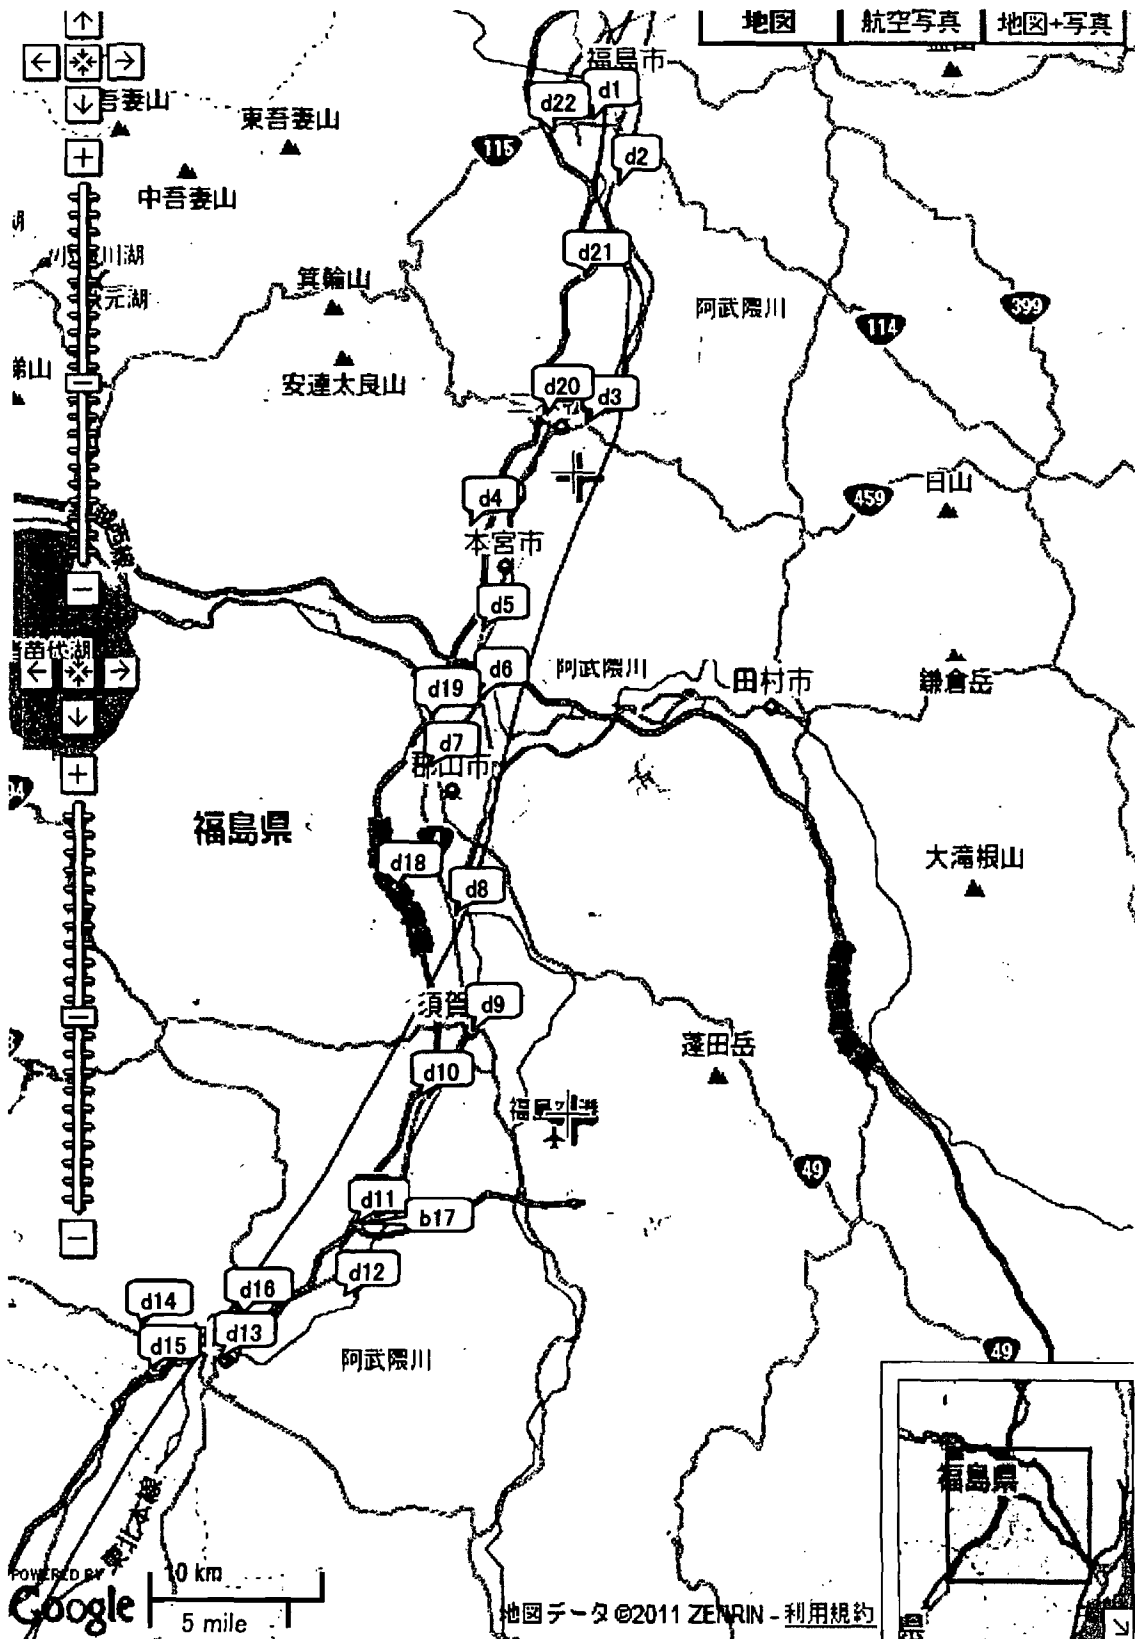 地図 航空写真 地図+写真
福島市
吾妻山
東吾妻山
d22
d1
115
d2
中吾妻山
d21
川湖
元湖
箕輪山
阿武隈川
399
114
安達太良山
d20
d3
d4
459
日山
本宮市
d5
d6
阿武隈川
田村市
鎌倉岳
d19
d7
郡山市
福島県
4
d18
d8
大滝根山
須賀
d9
蓬田岳
d10
49
d11
b17
d12
d16
d14
d13
d15
阿武隈川
49
福島県
東北本線
POWERED BY
Google
10 km
5 mile
地図データ ©2011 ZENRIN - 利用規約